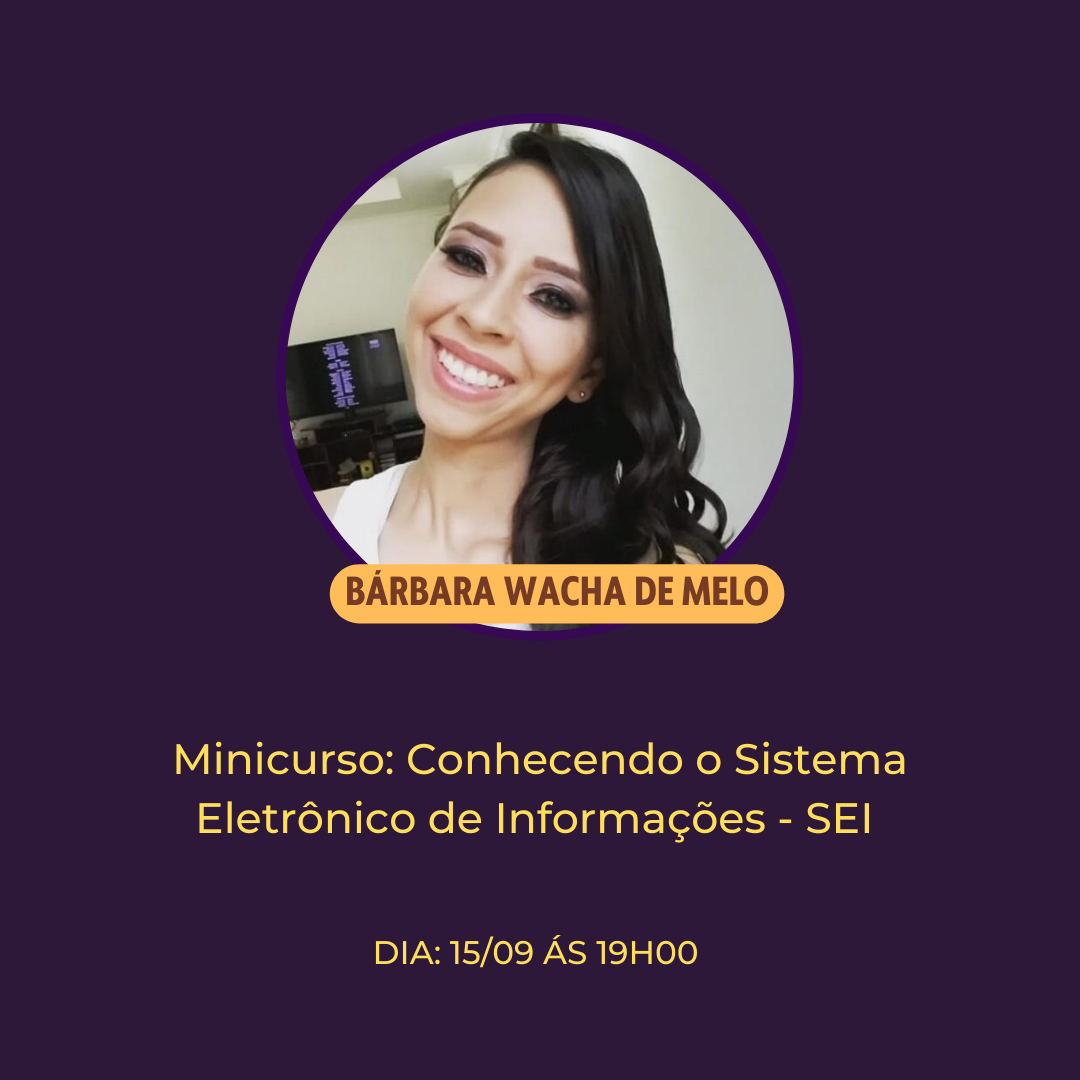 BÁRBARA WACHA DE MELO
Minicurso: Conhecendo o Sistema
Eletrônico de Informações - SEI
DIA: 15/09 ÁS 19H00